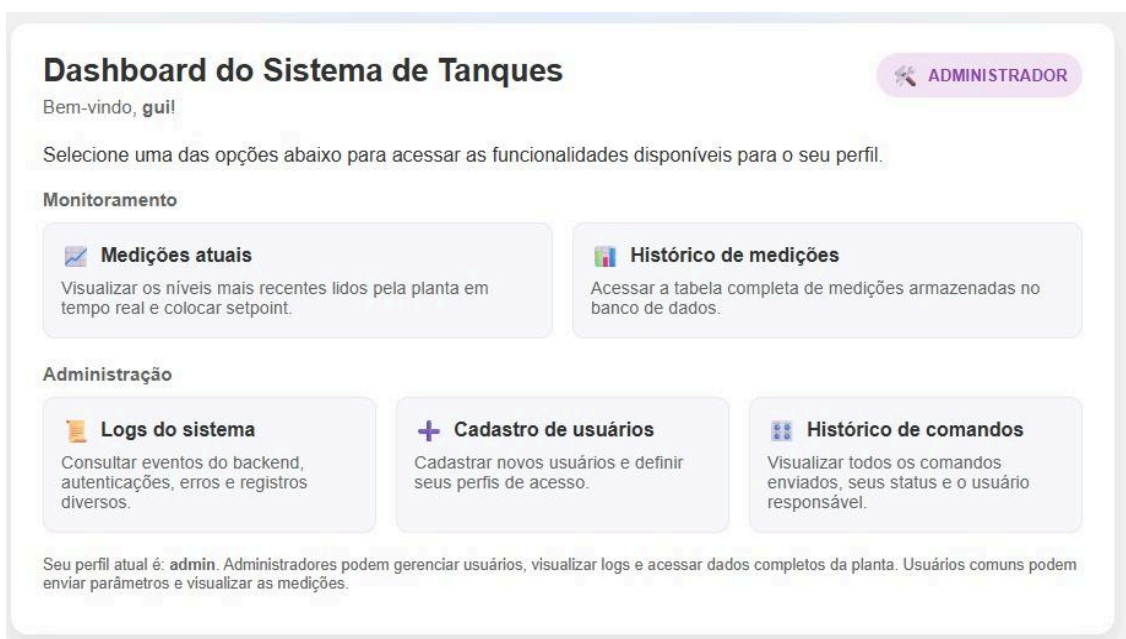 Dashboard do Sistema de Tanques
ADMINISTRADOR
Bem-vindo, gui!
Selecione uma das opções abaixo para acessar as funcionalidades disponíveis para o seu perfil.
Monitoramento
Medições atuais
Visualizar os níveis mais recentes lidos pela planta em
tempo real e colocar setpoint.
Histórico de medições
Acessar a tabela completa de medições armazenadas no
banco de dados.
Administração
Logs do sistema
Consultar eventos do backend,
autenticações, erros e registros
diversos.
Cadastro de usuários
Cadastrar novos usuários e definir
seus perfis de acesso.
Histórico de comandos
Visualizar todos os comandos
enviados, seus status e o usuário
responsável.
Seu perfil atual é: admin. Administradores podem gerenciar usuários, visualizar logs e acessar dados completos da planta. Usuários comuns podem
enviar parâmetros e visualizar as medições.